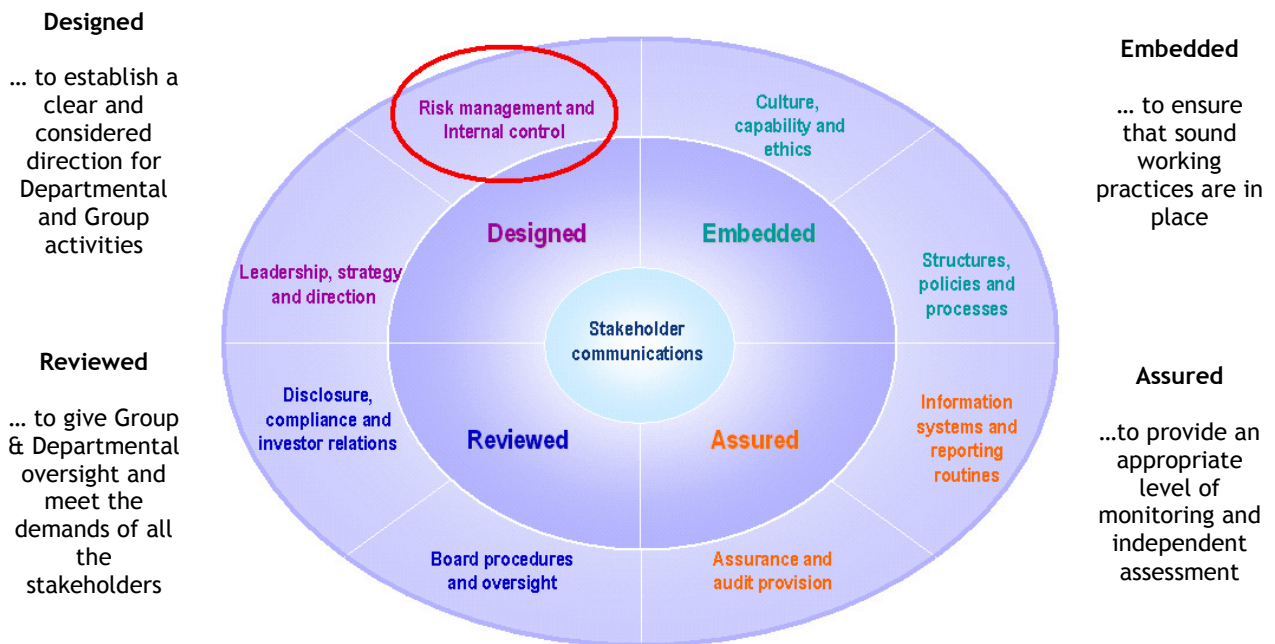 Designed
… to establish a
clear and
considered
direction for
Departmental
and Group
activities
Reviewed
… to give Group
& Departmental
oversight and
meet the
demands of all
the
stakeholders
Risk management and
Internal control
Culture,
capability and
ethics
Designed
Embedded
Leadership, strategy
and direction
Structures,
policies and
processes
Stakeholder
communications
Disclosure,
compliance and
investor relations
Information
systems and
reporting
routines
Reviewed
Assured
Board procedures
and oversight
Assurance and
audit provision
Embedded
… to ensure
that sound
working
practices are in
place
Assured
…to provide an
appropriate
level of
monitoring and
independent
assessment